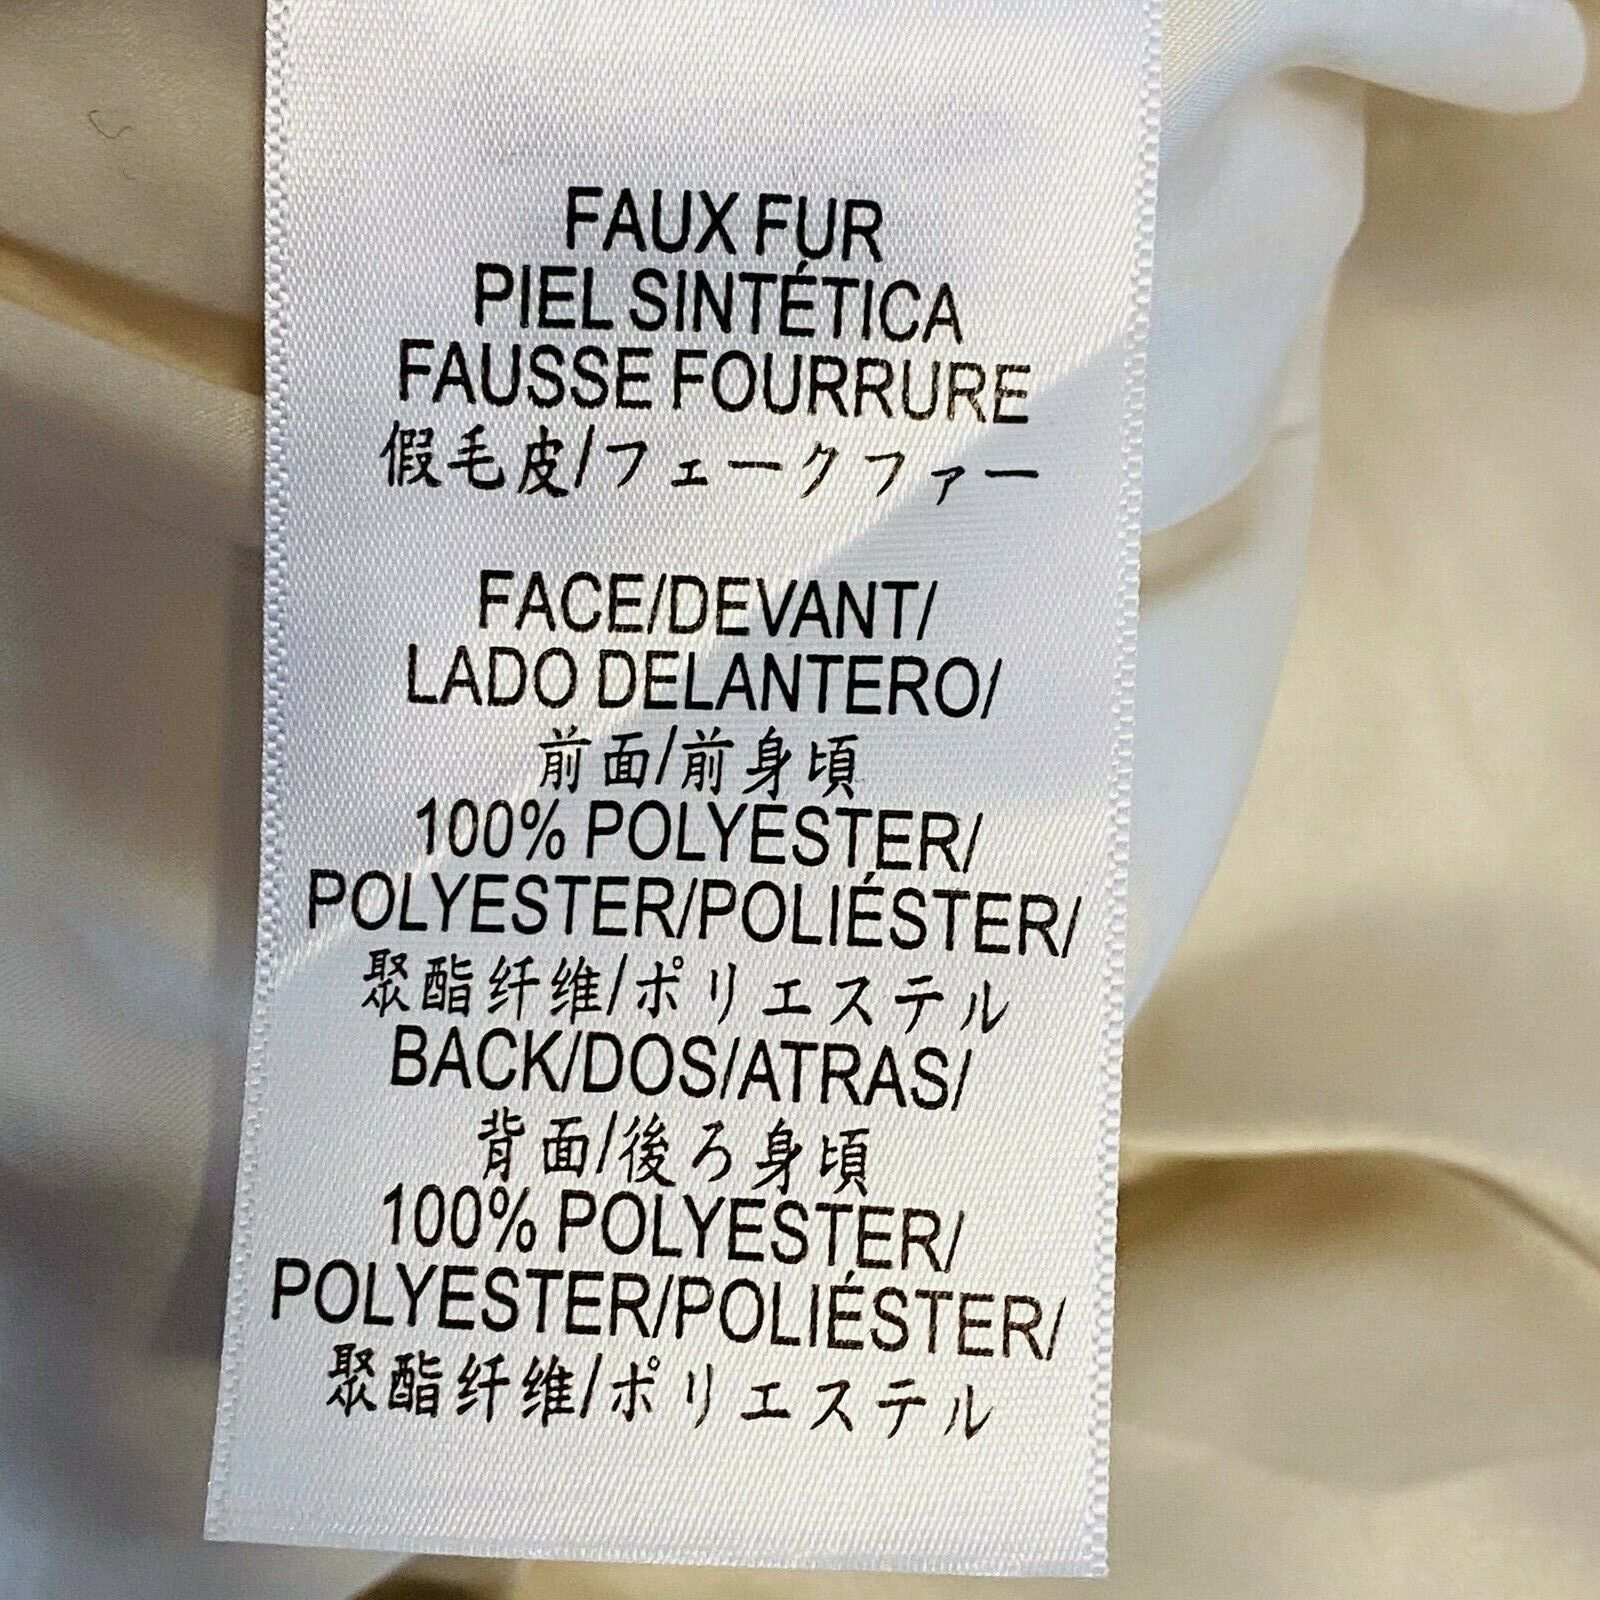 FAUX FUR
PIEL SINTÉTICA
FAUSSE FOURRURE
假毛皮/フェークファー
FACE/DEVANT/
LADO DELANTERO/
前面/前身頃
100% POLYESTER/
POLYESTER/POLIÉSTER/
聚酯纤维/ポリエステル
BACK/DOS/ATRAS/
背面/後ろ身頃
100% POLYESTER/
POLYESTER/POLIÉSTER/
聚酯纤维/ポリエステル